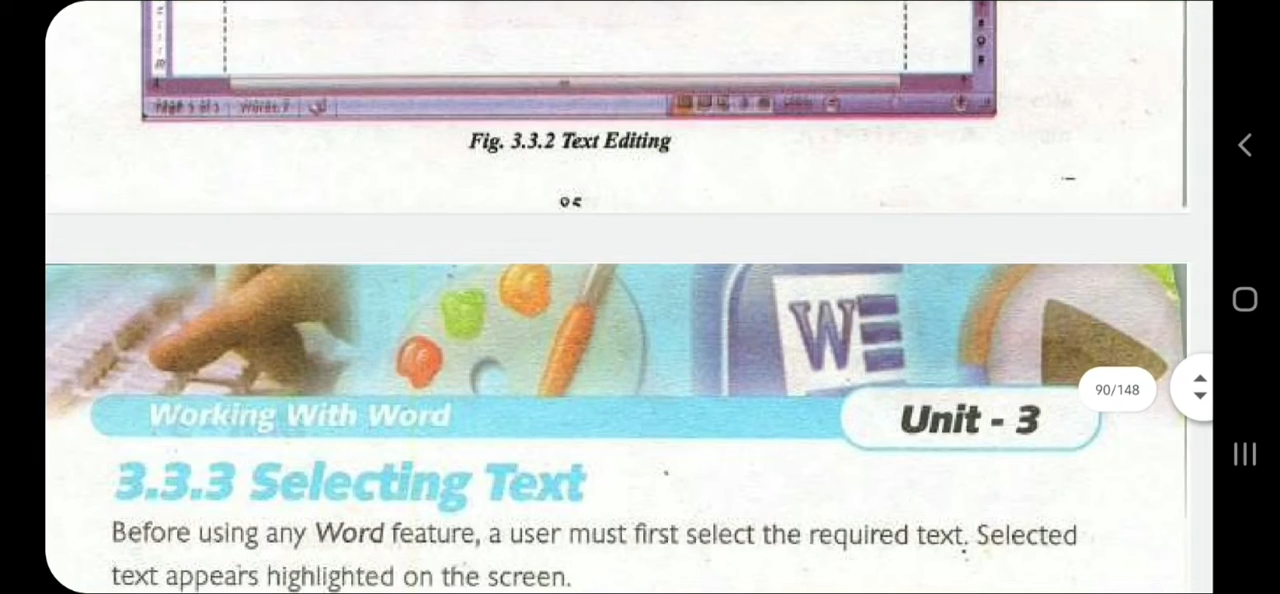 Fig. 3.3.2 Text Editing
90/148
Working With Word
Unit - 3
3.3.3 Selecting Text
Before using any Word feature, a user must first select the required text. Selected
text appears highlighted on the screen.